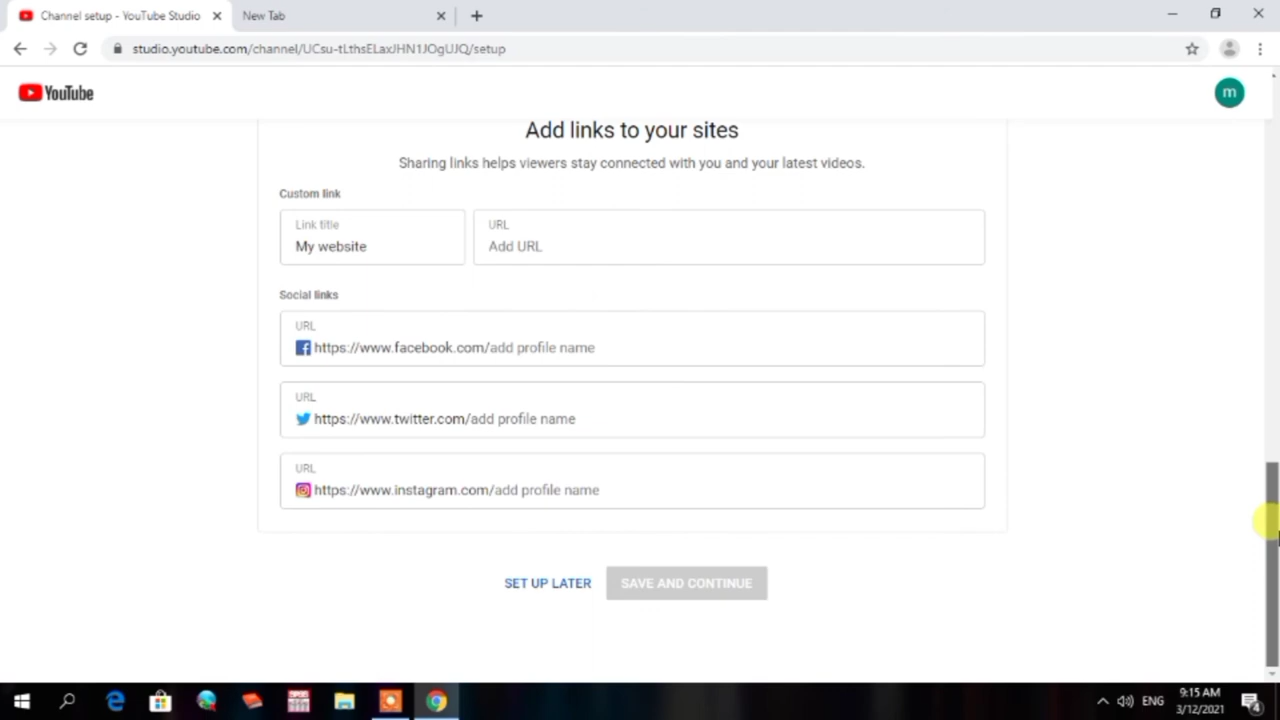 Channel setup - YouTube Studio
New Tab
studio.youtube.com/channel/UCsu-tLthsELaxJHN1JOgUJQ/setup
YouTube
m
Add links to your sites
Sharing links helps viewers stay connected with you and your latest videos.
Custom link
Link title
My website
URL
Add URL
Social links
URL
https://www.facebook.com/add profile name
URL
https://www.twitter.com/add profile name
URL
https://www.instagram.com/add profile name
SET UP LATER
SAVE AND CONTINUE
ENG
9:15 AM
3/12/2021
4